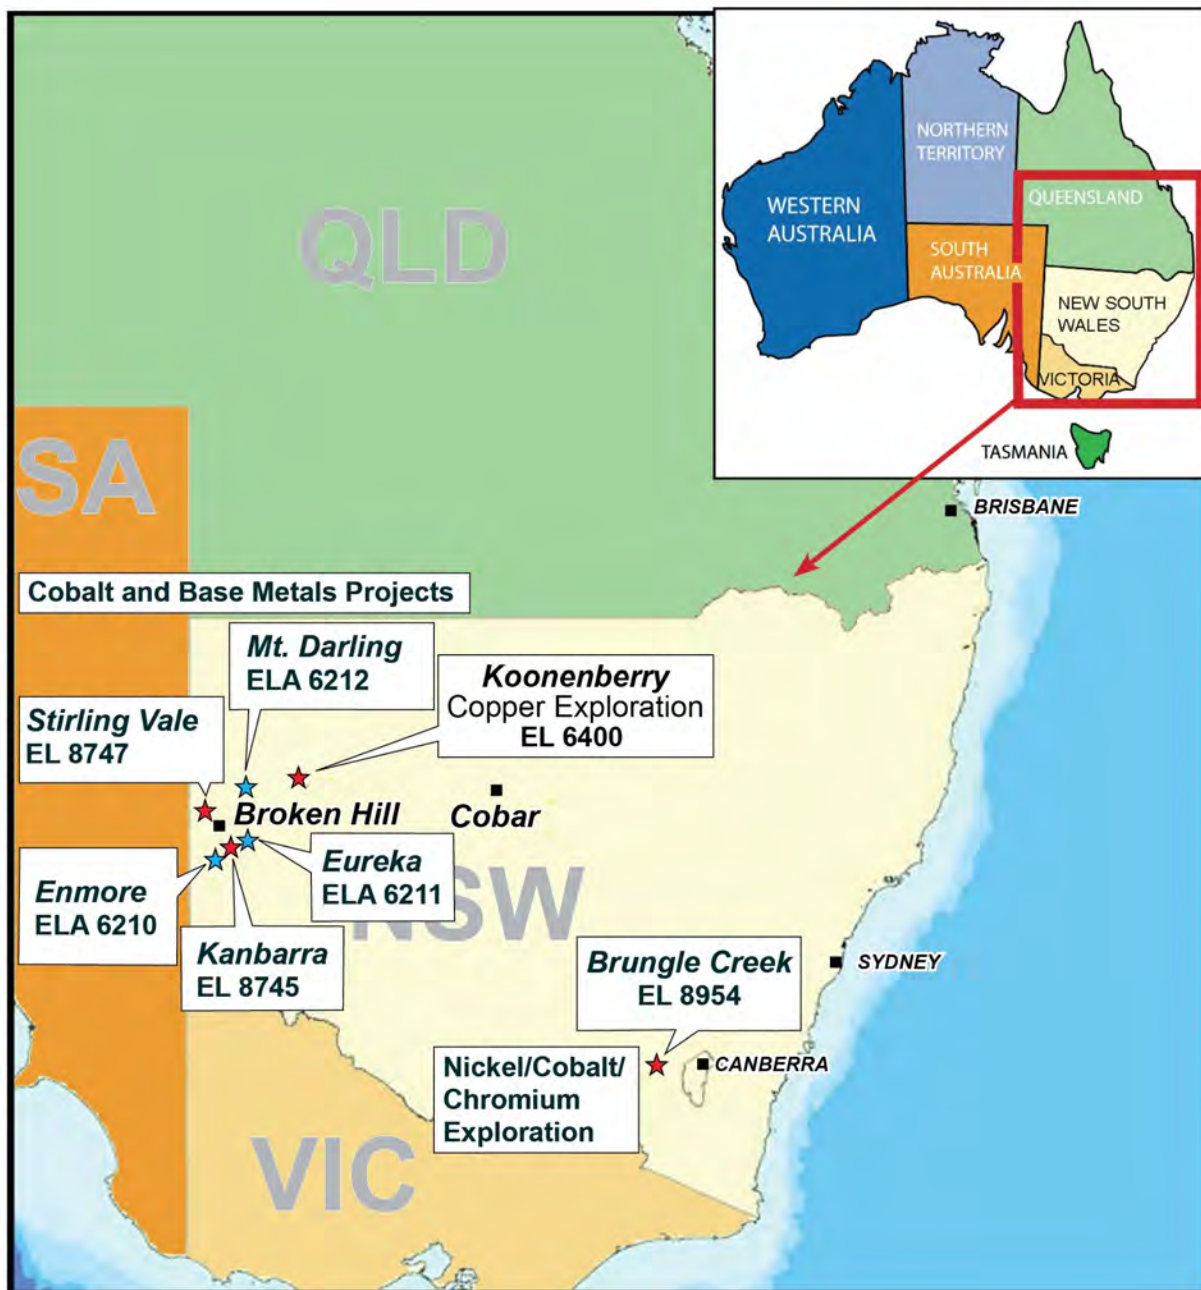 NORTHERN
TERRITORY
WESTERN
AUSTRALIA
QUEENSLAND
SOUTH
AUSTRALIA
NEW SOUTH
WALES
VICTORIA
TASMANIA
QLD
SA
BRISBANE
Cobalt and Base Metals Projects
Mt. Darling
ELA 6212
Koonenberry
Copper Exploration
EL 6400
Stirling Vale
EL 8747
Broken Hill
Cobar
Eureka
ELA 6211
Enmore
ELA 6210
NSW
Kanbarra
EL 8745
Brungle Creek
EL 8954
SYDNEY
CANBERRA
Nickel/Cobalt/
Chromium
Exploration
VIC